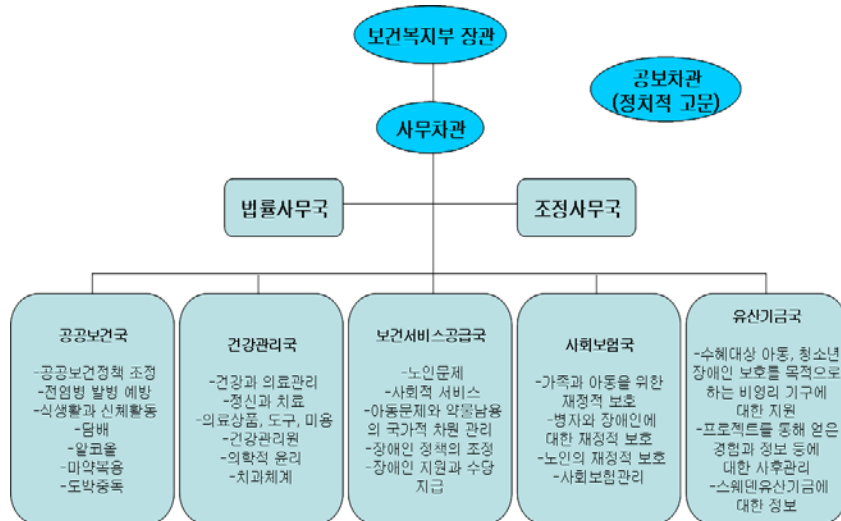 보건복지부 장관
공보차관
(정치적 고문)
사무차관
법률사무국
조정사무국
공공보건국
-공공보건정책 조정
-전염병 발병 예방
-식생활과 신체활동
-담배
-알코올
-마약복용
-도박중독
건강관리국
-건강과 의료관리
-정신과 치료
-의료상품, 도구, 미용
-건강관리원
-의학적 윤리
-치과체계
보건서비스공급국
-노인문제
-사회적 서비스
-아동문제와 약물남용
의 국가적 차원 관리
-장애인 정책의 조정
-장애인 지원과 수당
지급
사회보험국
-가족과 아동을 위한
재정적 보호
-병자와 장애인에
대한 재정적 보호
-노인의 재정적 보호
-사회보험관리
유산기금국
-수혜대상 아동, 청소년
장애인 보호를 목적으로
하는 비영리 기구에
대한 지원
-프로젝트를 통해 얻은
경험과 정보 등에
대한 사후관리
-스웨덴유산기금에
대한 정보